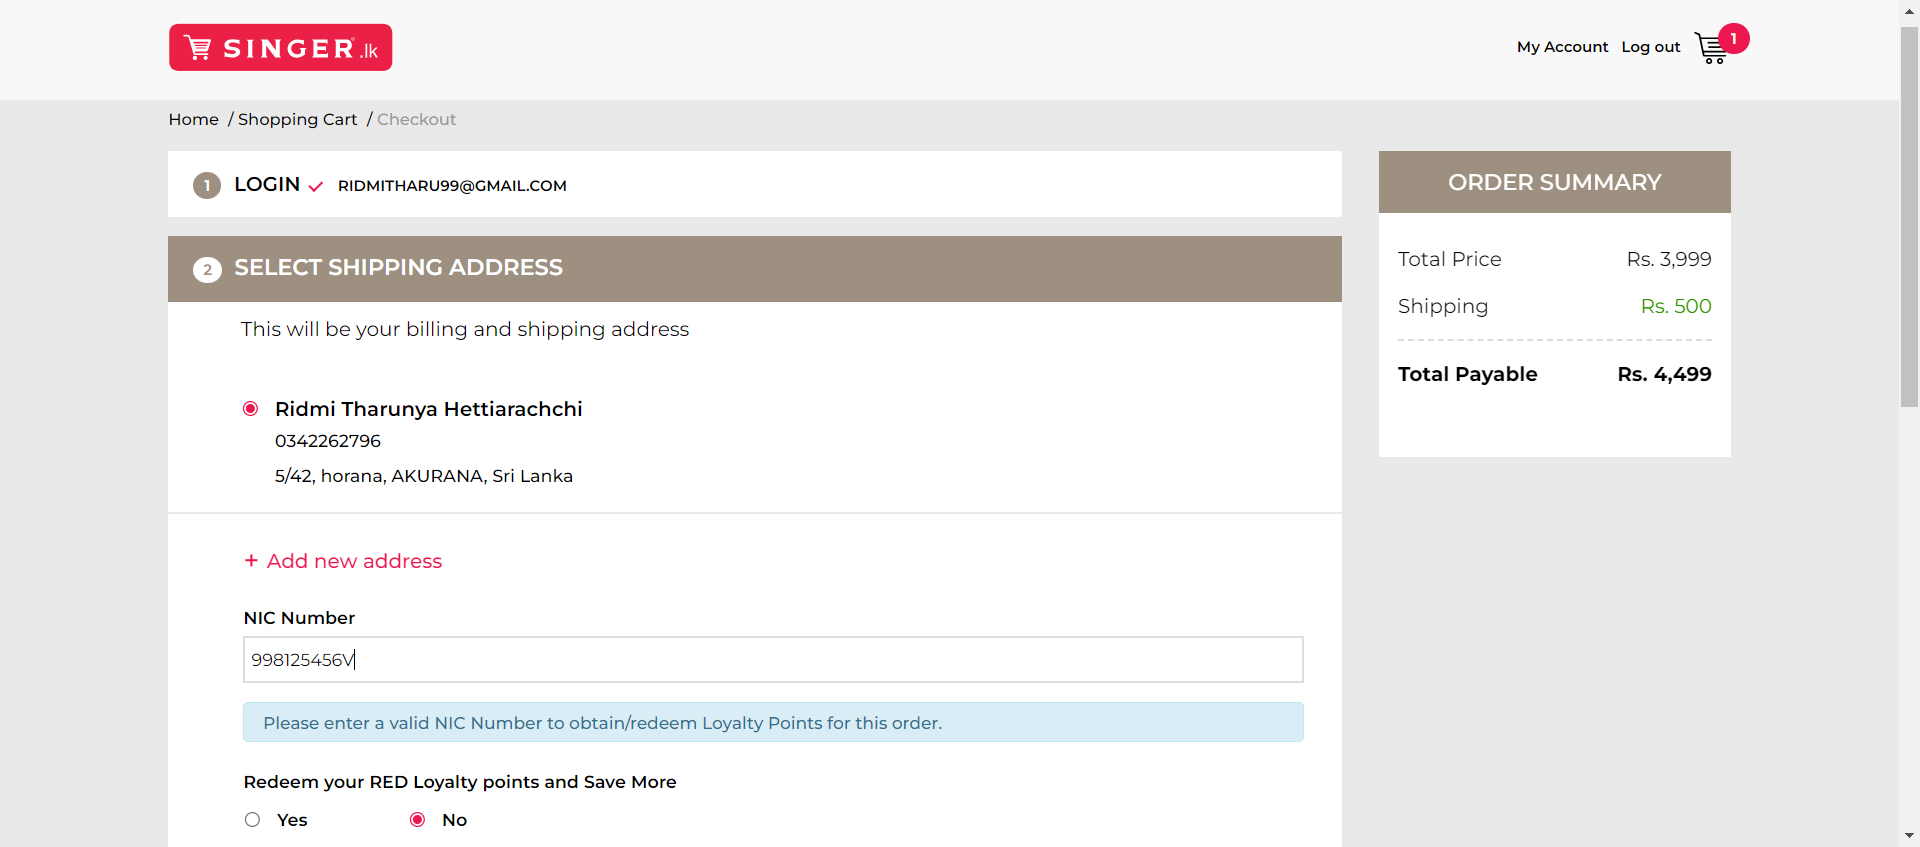 SINGER.lk
My Account Log out 1
Home / Shopping Cart / Checkout
1 LOGIN RIDMITHARU99@GMAIL.COM
2 SELECT SHIPPING ADDRESS
This will be your billing and shipping address
Ridmi Tharunya Hettiarachchi
0342262796
5/42, horana, AKURANA, Sri Lanka
+ Add new address
NIC Number
998125456V
Please enter a valid NIC Number to obtain/redeem Loyalty Points for this order.
Redeem your RED Loyalty points and Save More
Yes No
ORDER SUMMARY
Total Price Rs. 3,999
Shipping Rs. 500
Total Payable Rs. 4,499